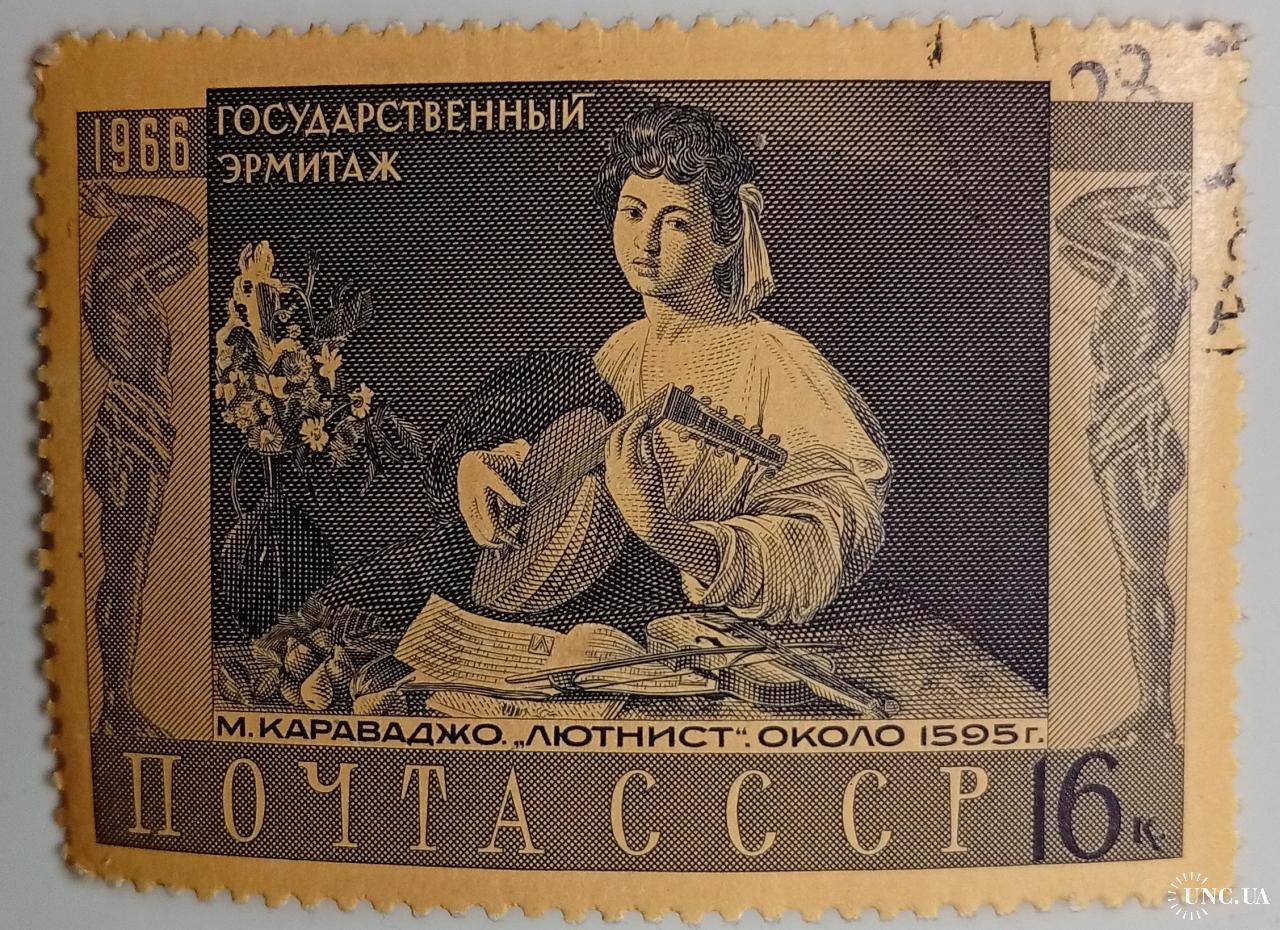 1966
ГОСУДАРСТВЕННЫЙ
ЭРМИТАЖ
М. КАРАВАДЖО. „ЛЮТНИСТ“. ОКОЛО 1595 г.
ПОЧТА СССР 16 к.
UNC.UA